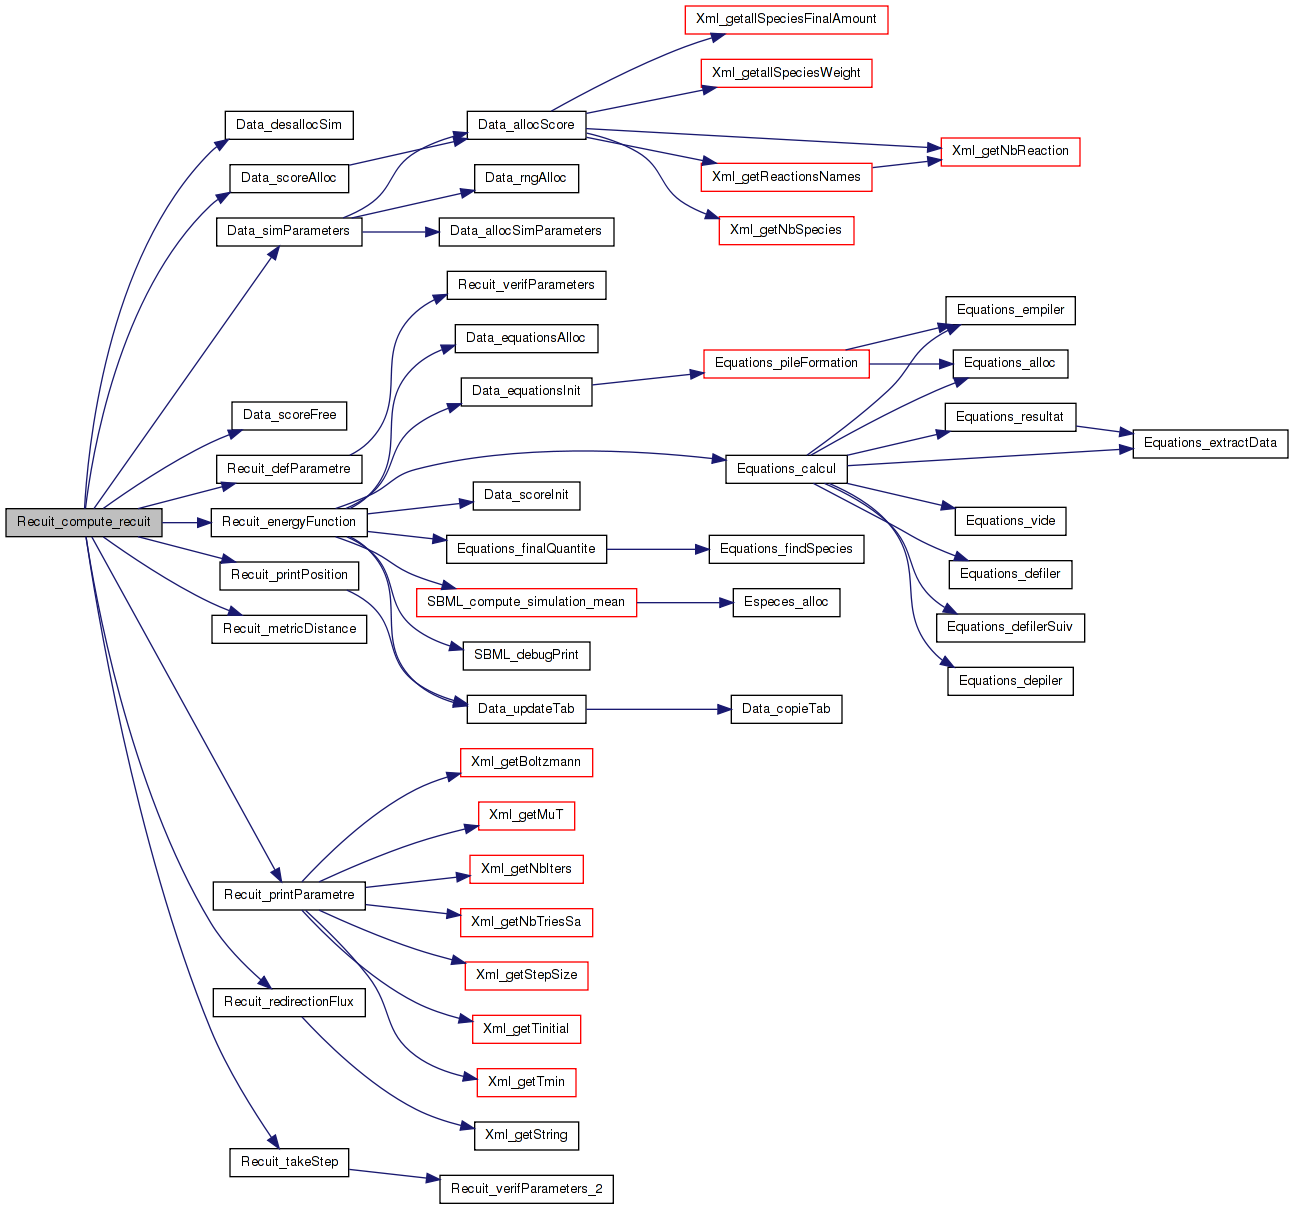 Xml_getallSpeciesFinalAmount
Xml_getallSpeciesWeight
Data_desallocSim
Data_allocScore
Xml_getNbReaction
Data_scoreAlloc
Data_rngAlloc
Xml_getReactionsNames
Data_simParameters
Data_allocSimParameters
Xml_getNbSpecies
Recuit_verifParameters
Equations_empiler
Data_equationsAlloc
Equations_pileFormation
Equations_alloc
Data_equationsInit
Data_scoreFree
Equations_resultat
Equations_extractData
Recuit_defParametre
Equations_calcul
Data_scoreInit
Recuit_compute_recuit
Recuit_energyFunction
Equations_vide
Equations_finalQuantite
Equations_findSpecies
Recuit_printPosition
Equations_defiler
SBML_compute_simulation_mean
Especes_alloc
Recuit_metricDistance
Equations_defilerSuiv
SBML_debugPrint
Equations_depiler
Data_updateTab
Data_copieTab
Xml_getBoltzmann
Xml_getMuT
Xml_getNbIters
Recuit_printParametre
Xml_getNbTriesSa
Xml_getStepSize
Recuit_redirectionFlux
Xml_getTinitial
Xml_getTmin
Xml_getString
Recuit_takeStep
Recuit_verifParameters_2